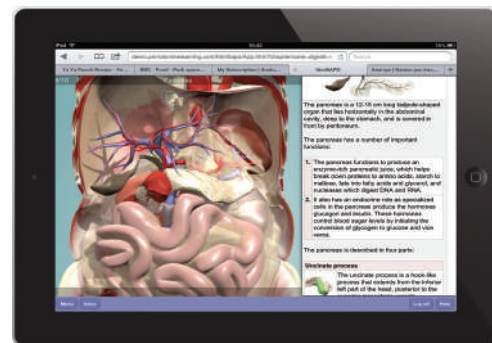 iPad
Pancreas
The pancreas is a 12-15 cm long tadpole-shaped
organ that lies horizontally in the abdominal
cavity, deep to the stomach, and is covered in
front by peritoneum.
The pancreas has a number of important
functions:
1. The pancreas functions to produce an
enzyme-rich pancreatic juice, which helps
break down proteins to amino acids, starch to
maltose, fats into fatty acids and glycerol, and
nucleases which digest DNA and RNA.
2. It also has an endocrine role as specialized
cells in the pancreas produce the hormones
glucagon and insulin. These hormones
control blood sugar levels by initiating the
conversion of glycogen to glucose and vice
versa.
The pancreas is described in four parts:
Uncinate process
The uncinate process is a hook-like
process that extends from the inferior
left part of the head, posterior to the
Menu
Log off
Help